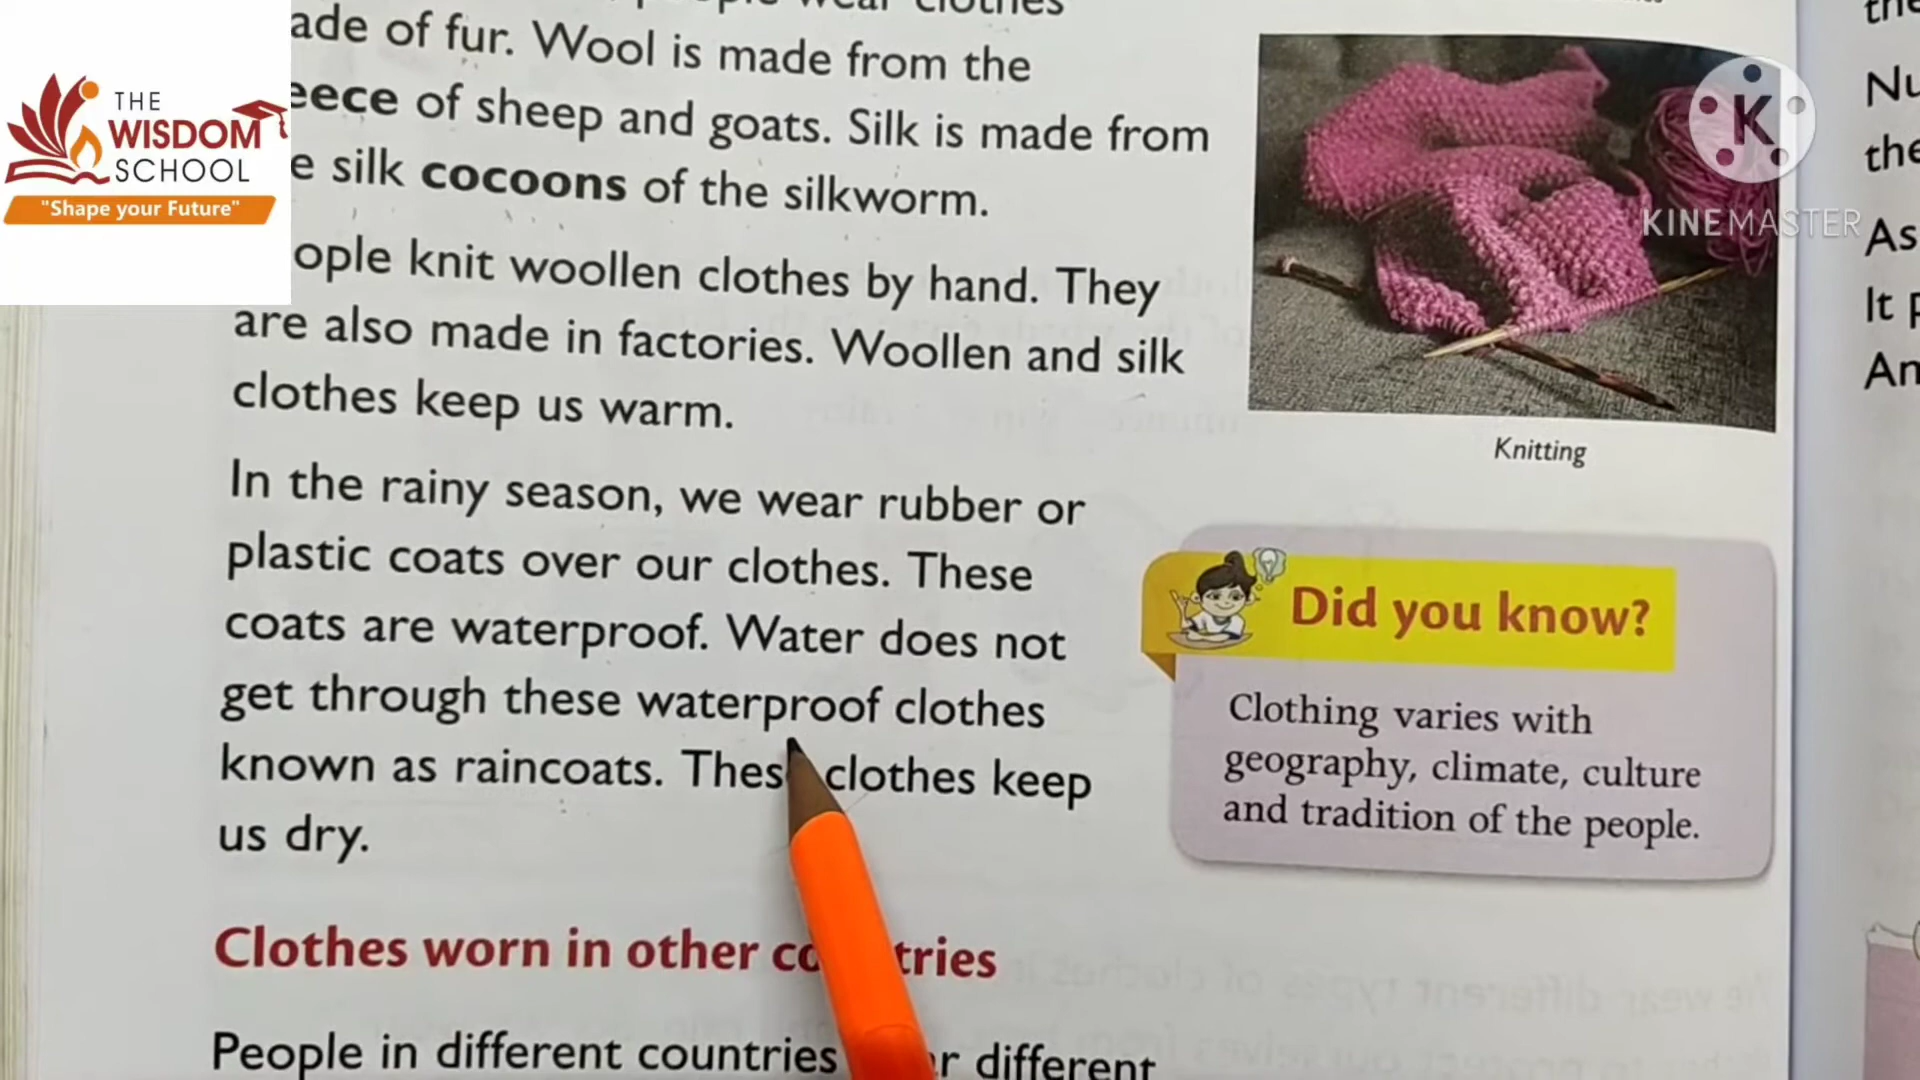 THE
WISDOM
SCHOOL
"Shape your Future"
wear clothes
ade of fur. Wool is made from the
eece of sheep and goats. Silk is made from
e silk cocoons of the silkworm.
ople knit woollen clothes by hand. They
are also made in factories. Woollen and silk
clothes keep us warm.
In the rainy season, we wear rubber or
plastic coats over our clothes. These
coats are waterproof. Water does not
get through these waterproof clothes
known as raincoats. Thes clothes keep
us dry.
Clothes worn in other co tries
People in different countries r different
K
KINEMASTER
Knitting
Did you know?
Clothing varies with
geography, climate, culture
and tradition of the people.
Nu
the
As
It p
An